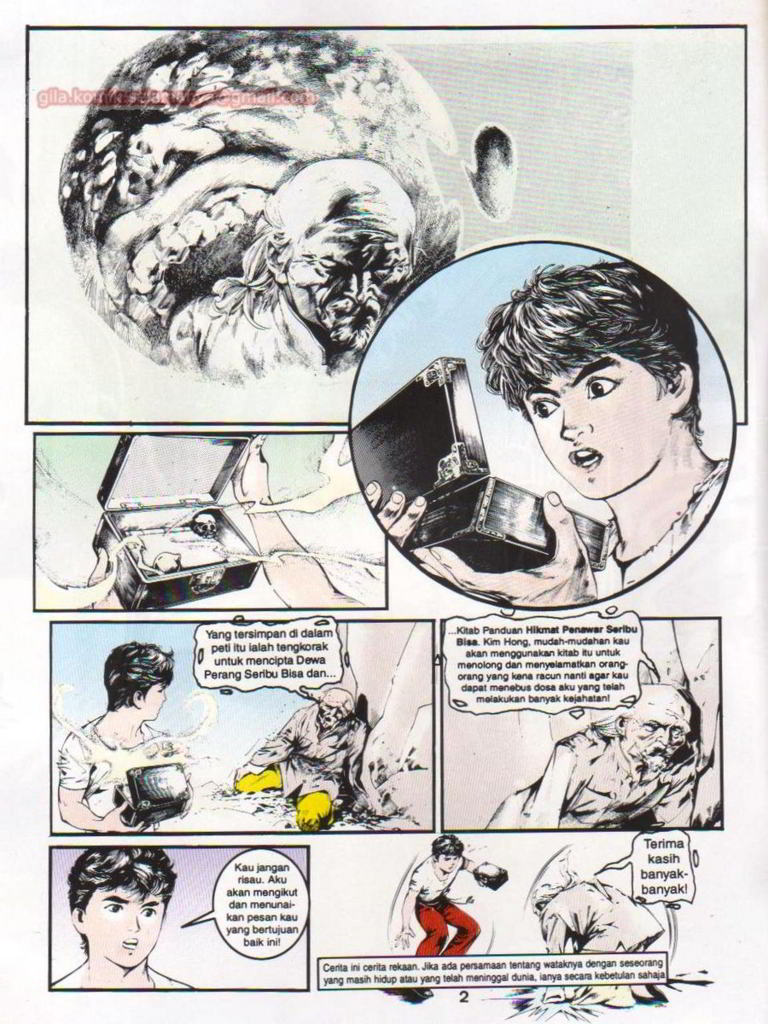 Yang tersimpan di dalam
peti itu ialah tengkorak
untuk mencipta Dewa
Perang Seribu Bisa dan...
...Kitab Panduan Hikmat Penawar Seribu
Bisa. Kim Hong, mudah-mudahan kau
akan menggunakan kitab itu untuk
menolong dan menyelamatkan orang-
orang yang kena racun nanti agar kau
dapat menebus dosa aku yang telah
melakukan banyak kejahatan!
Kau jangan
risau. Aku
akan mengikut
dan menunai-
kan pesan kau
yang bertujuan
baik ini!
Terima
kasih
banyak-
banyak!
Cerita ini cerita rekaan. Jika ada persamaan tentang wataknya dengan seseorang
yang masih hidup atau yang telah meninggal dunia, ianya secara kebetulan sahaja
2